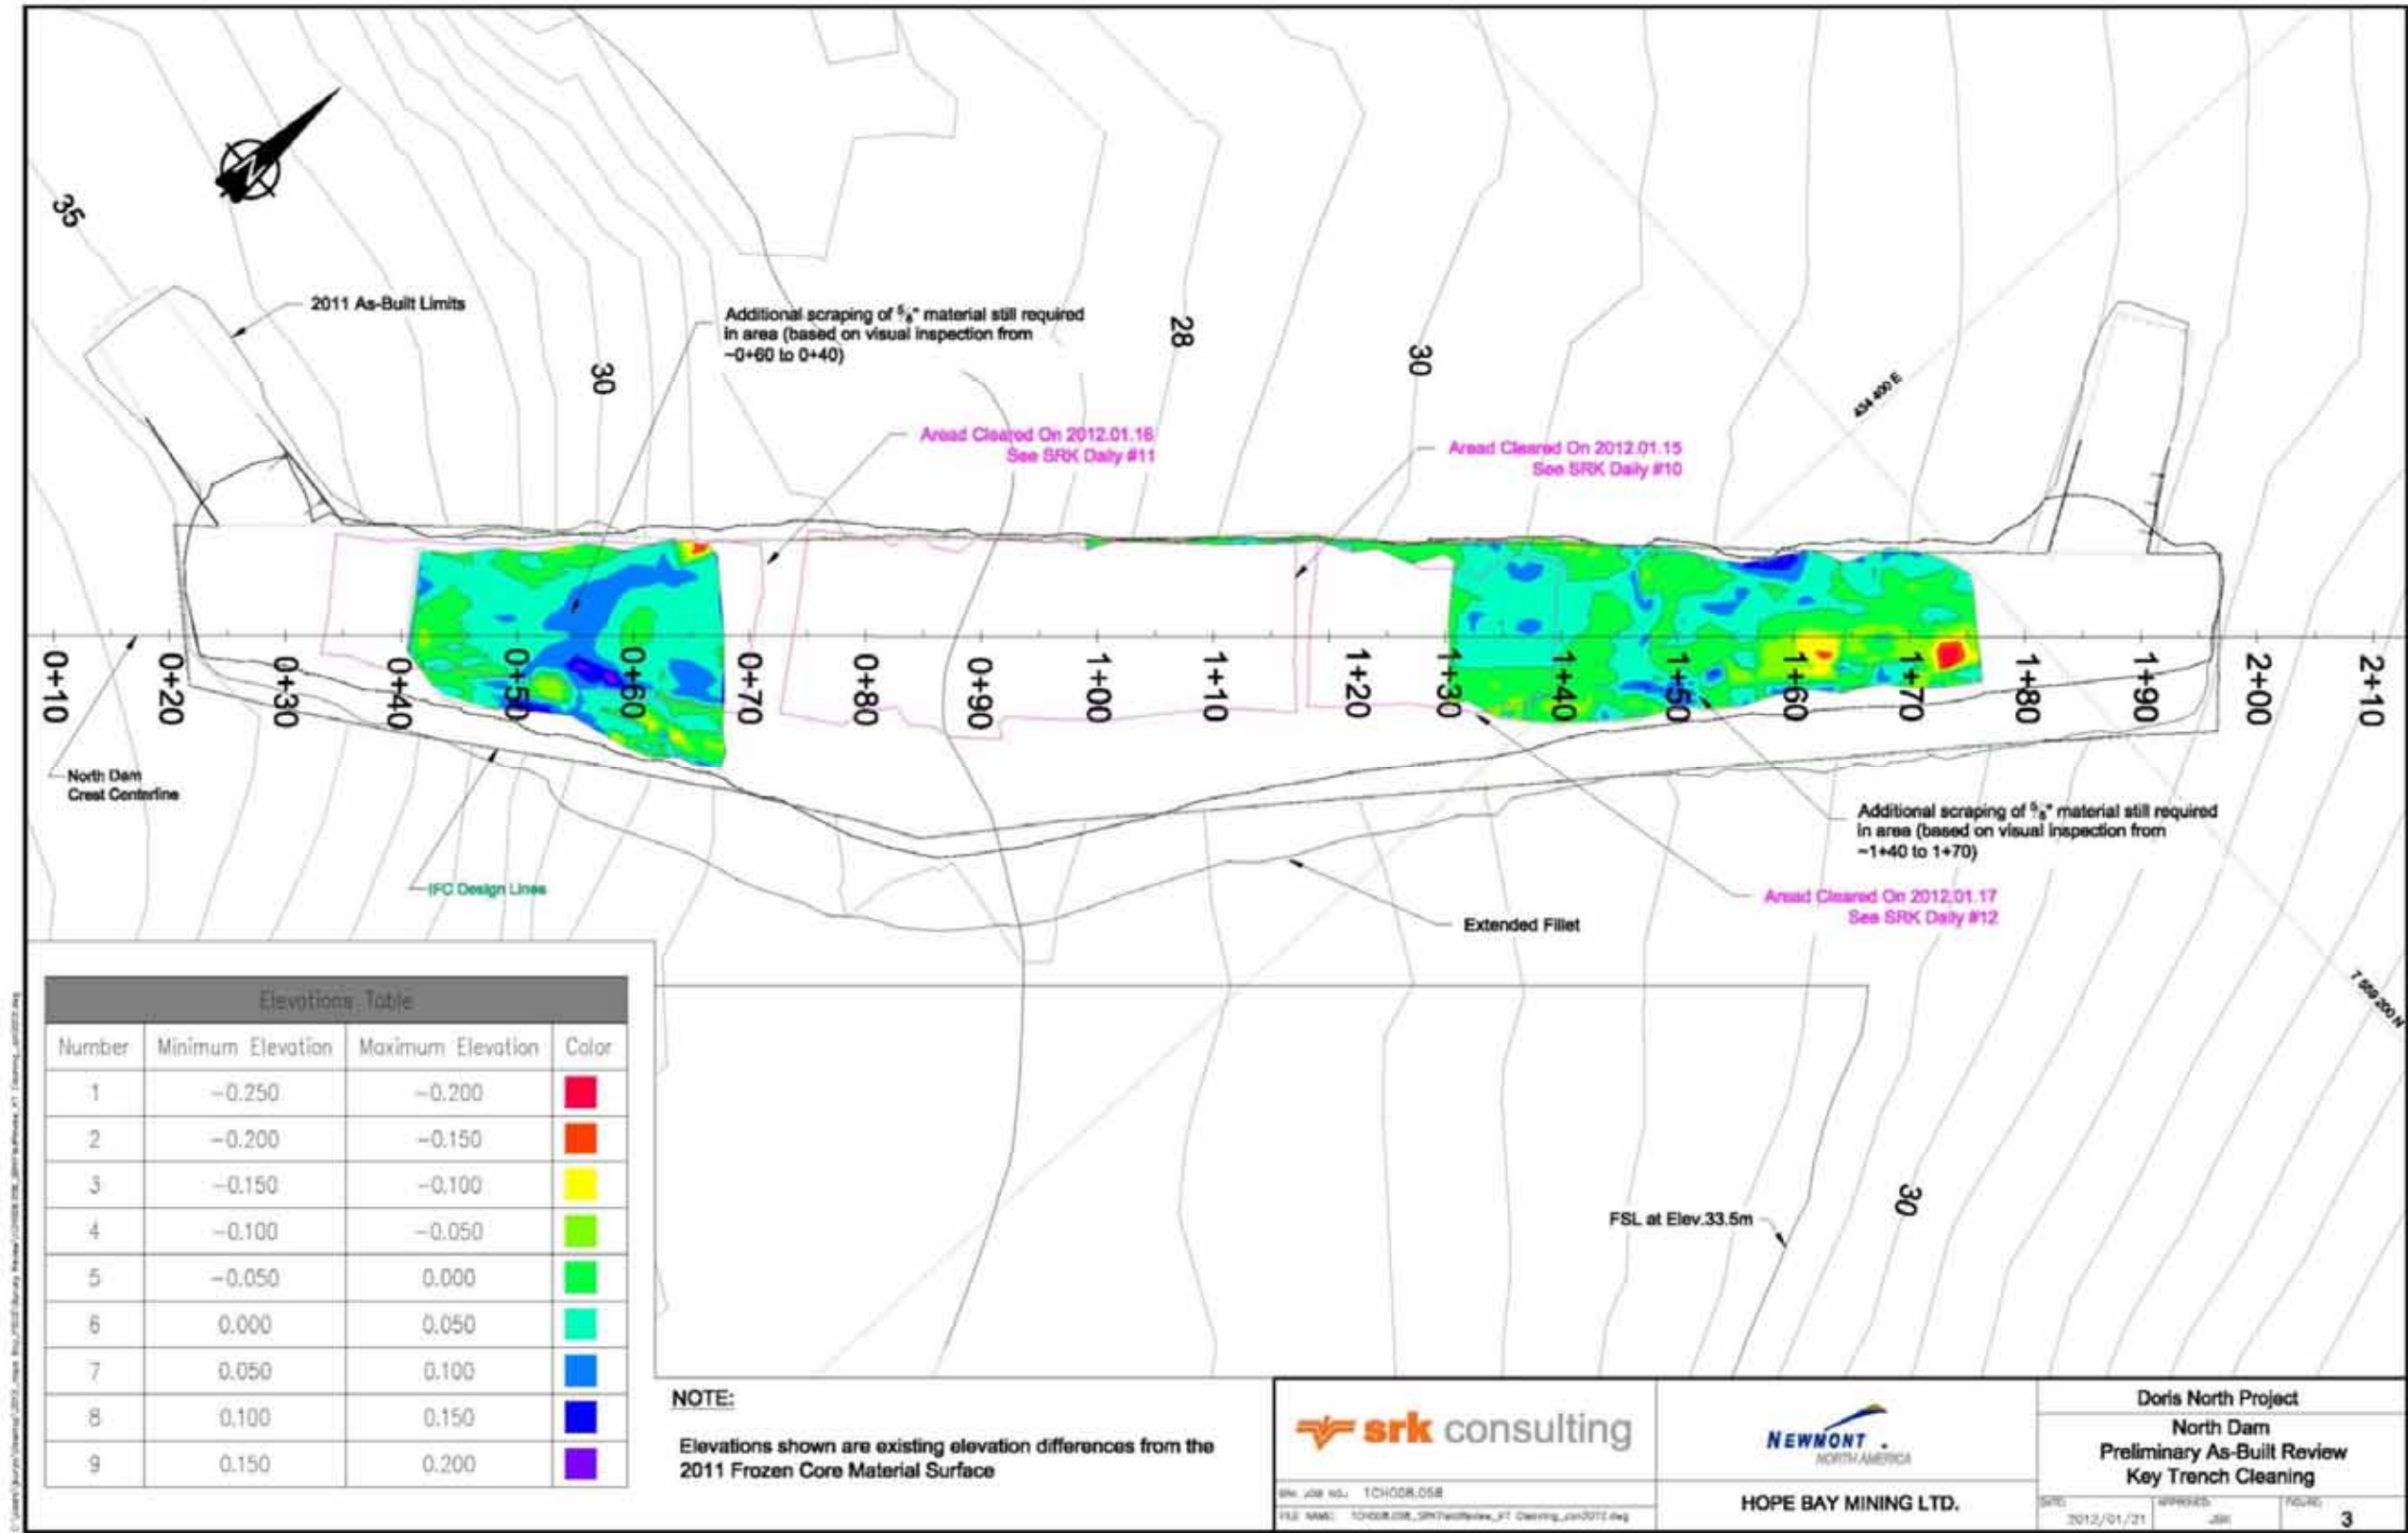 35
2011 As-Built Limits
30
Additional scraping of 5/8" material still required
in area (based on visual inspection from
~0+60 to 0+40)
Aread Cleared On 2012.01.16
See SRK Daily #11
28
30
Aread Cleared On 2012.01.15
See SRK Daily #10
434 400 E
0+10
0+20
0+30
0+40
0+50
0+60
0+70
0+80
0+90
1+00
1+10
1+20
1+30
1+40
1+50
1+60
1+70
1+80
1+90
2+00
2+10
North Dam
Crest Centerline
IFC Design Lines
Additional scraping of 5/8" material still required
in area (based on visual inspection from
~1+40 to 1+70)
Aread Cleared On 2012.01.17
See SRK Daily #12
Extended Fillet
7 559 200 N
FSL at Elev.33.5m
30
Elevations Table
Number Minimum Elevation Maximum Elevation Color
1 -0.250 -0.200
2 -0.200 -0.150
3 -0.150 -0.100
4 -0.100 -0.050
5 -0.050 0.000
6 0.000 0.050
7 0.050 0.100
8 0.100 0.150
9 0.150 0.200
NOTE:
Elevations shown are existing elevation differences from the
2011 Frozen Core Material Surface
srk consulting
SRK JOB NO.: 1CH008.058
FILE NAME:
NEWMONT
NORTH AMERICA
HOPE BAY MINING LTD.
Doris North Project
North Dam
Preliminary As-Built Review
Key Trench Cleaning
DATE: 2012/01/21
APPROVED:
FIGURE: 3